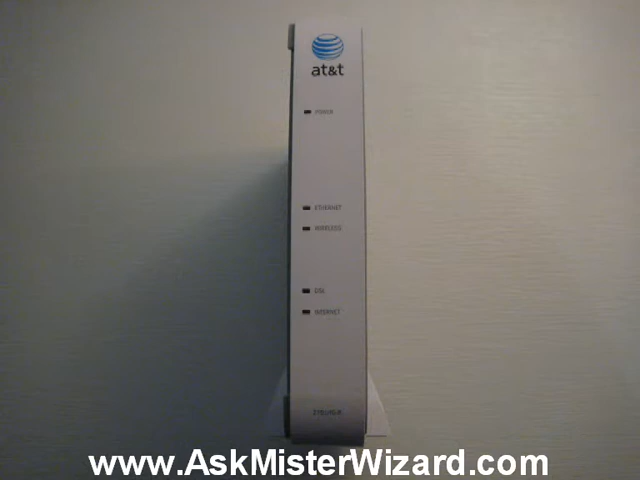 at&t
POWER
ETHERNET
WIRELESS
DSL
INTERNET
www.AskMisterWizard.com